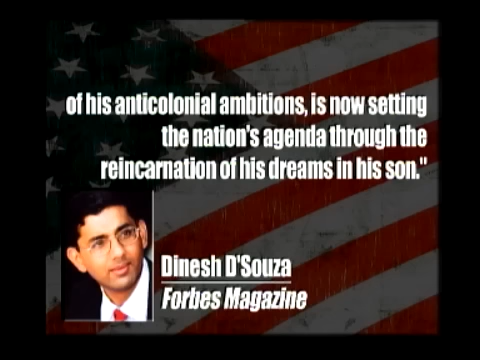 of his anticolonial ambitions, is now setting
the nation's agenda through the
reincarnation of his dreams in his son."
Dinesh D'Souza
Forbes Magazine